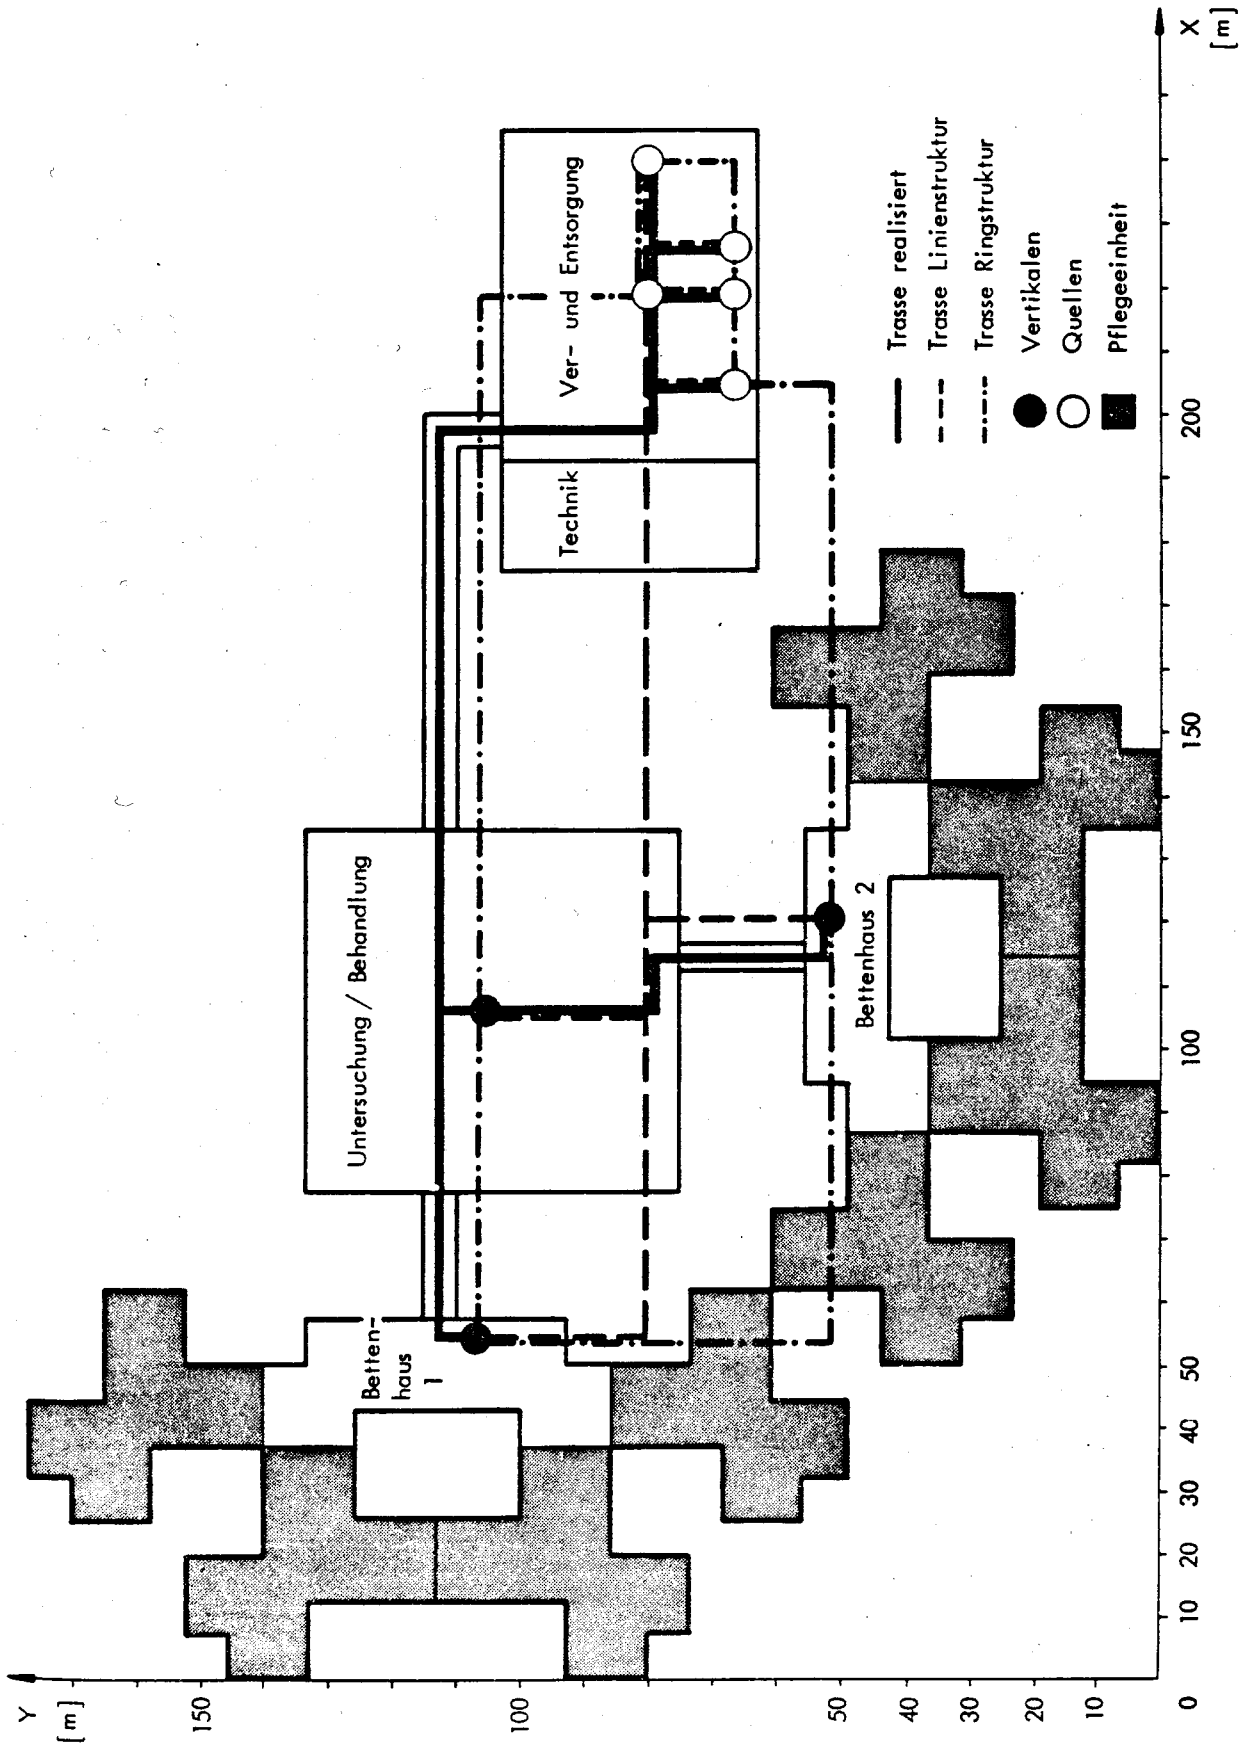 Y
[m]
150
100
50
40
30
20
10
0
10
20
30
40
50
100
150
200
X
[m]
Betten-
haus
1
Untersuchung / Behandlung
Bettenhaus 2
Technik
Ver- und Entsorgung
Trasse realisiert
Trasse Linienstruktur
Trasse Ringstruktur
Vertikalen
Quellen
Pflegeeinheit